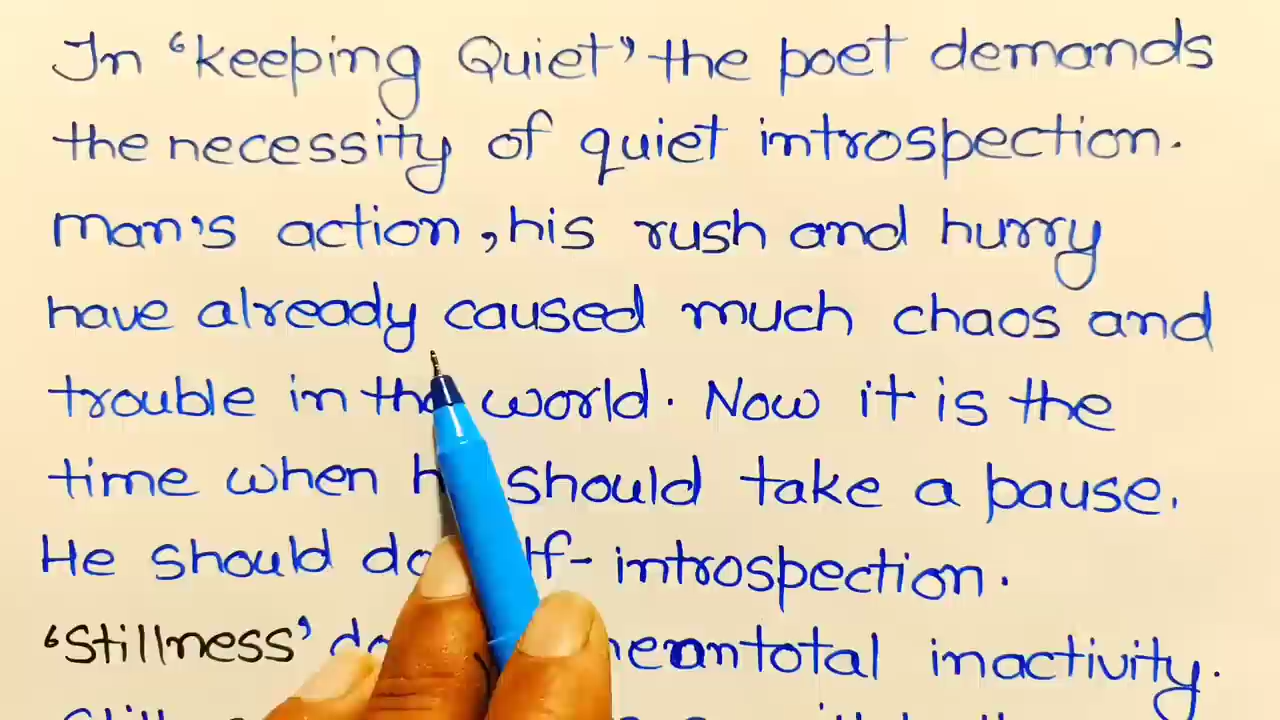 In ‘keeping Quiet’ the poet demands
the necessity of quiet introspection.
Man's action, his rush and hurry
have already caused much chaos and
trouble in the world. Now it is the
time when should take a pause.
He should do introspection.
‘Stillness’ total inactivity.